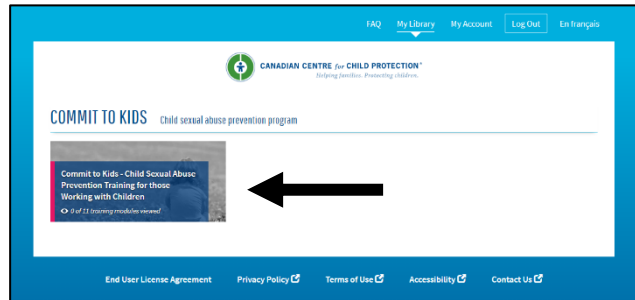 FAQ My Library My Account Log Out En français
CANADIAN CENTRE for CHILD PROTECTION®
Helping families. Protecting children.
COMMIT TO KIDS Child sexual abuse prevention program
Commit to Kids - Child Sexual Abuse
Prevention Training for those
Working with Children
0 of 11 training modules viewed
End User License Agreement Privacy Policy Terms of Use Accessibility Contact Us